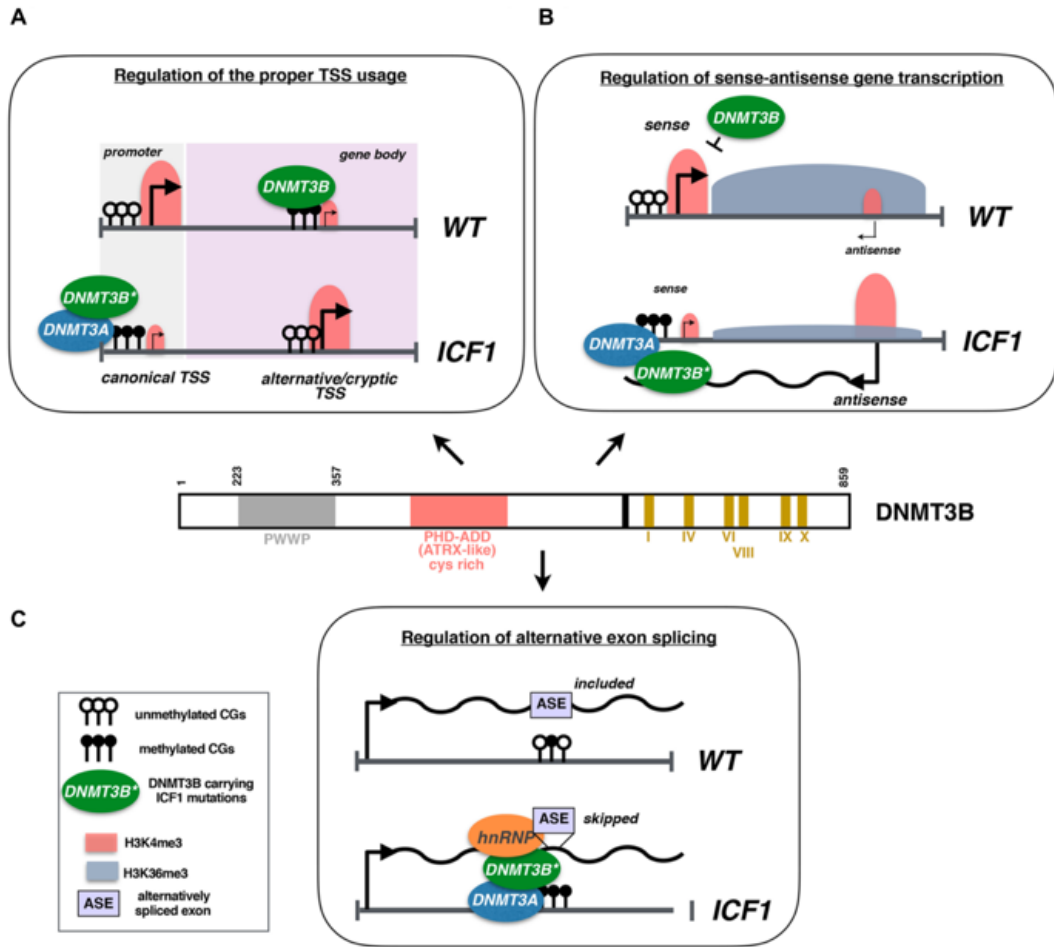 A
Regulation of the proper TSS usage
promoter
gene body
DNMT3B
WT
DNMT3B*
DNMT3A
ICF1
canonical TSS
alternative/cryptic
TSS
B
Regulation of sense-antisense gene transcription
sense
DNMT3B
WT
antisense
sense
DNMT3A
ICF1
DNMT3B*
antisense
1
223
357
859
DNMT3B
PWWP
PHD-ADD
(ATRX-like)
cys rich
I
IV
VI
VIII
IX
X
C
Regulation of alternative exon splicing
included
ASE
WT
ASE
skipped
hnRNP
DNMT3B*
DNMT3A
ICF1
unmethylated CGs
methylated CGs
DNMT3B*
DNMT3B carrying
ICF1 mutations
H3K4me3
H3K36me3
ASE
alternatively
spliced exon